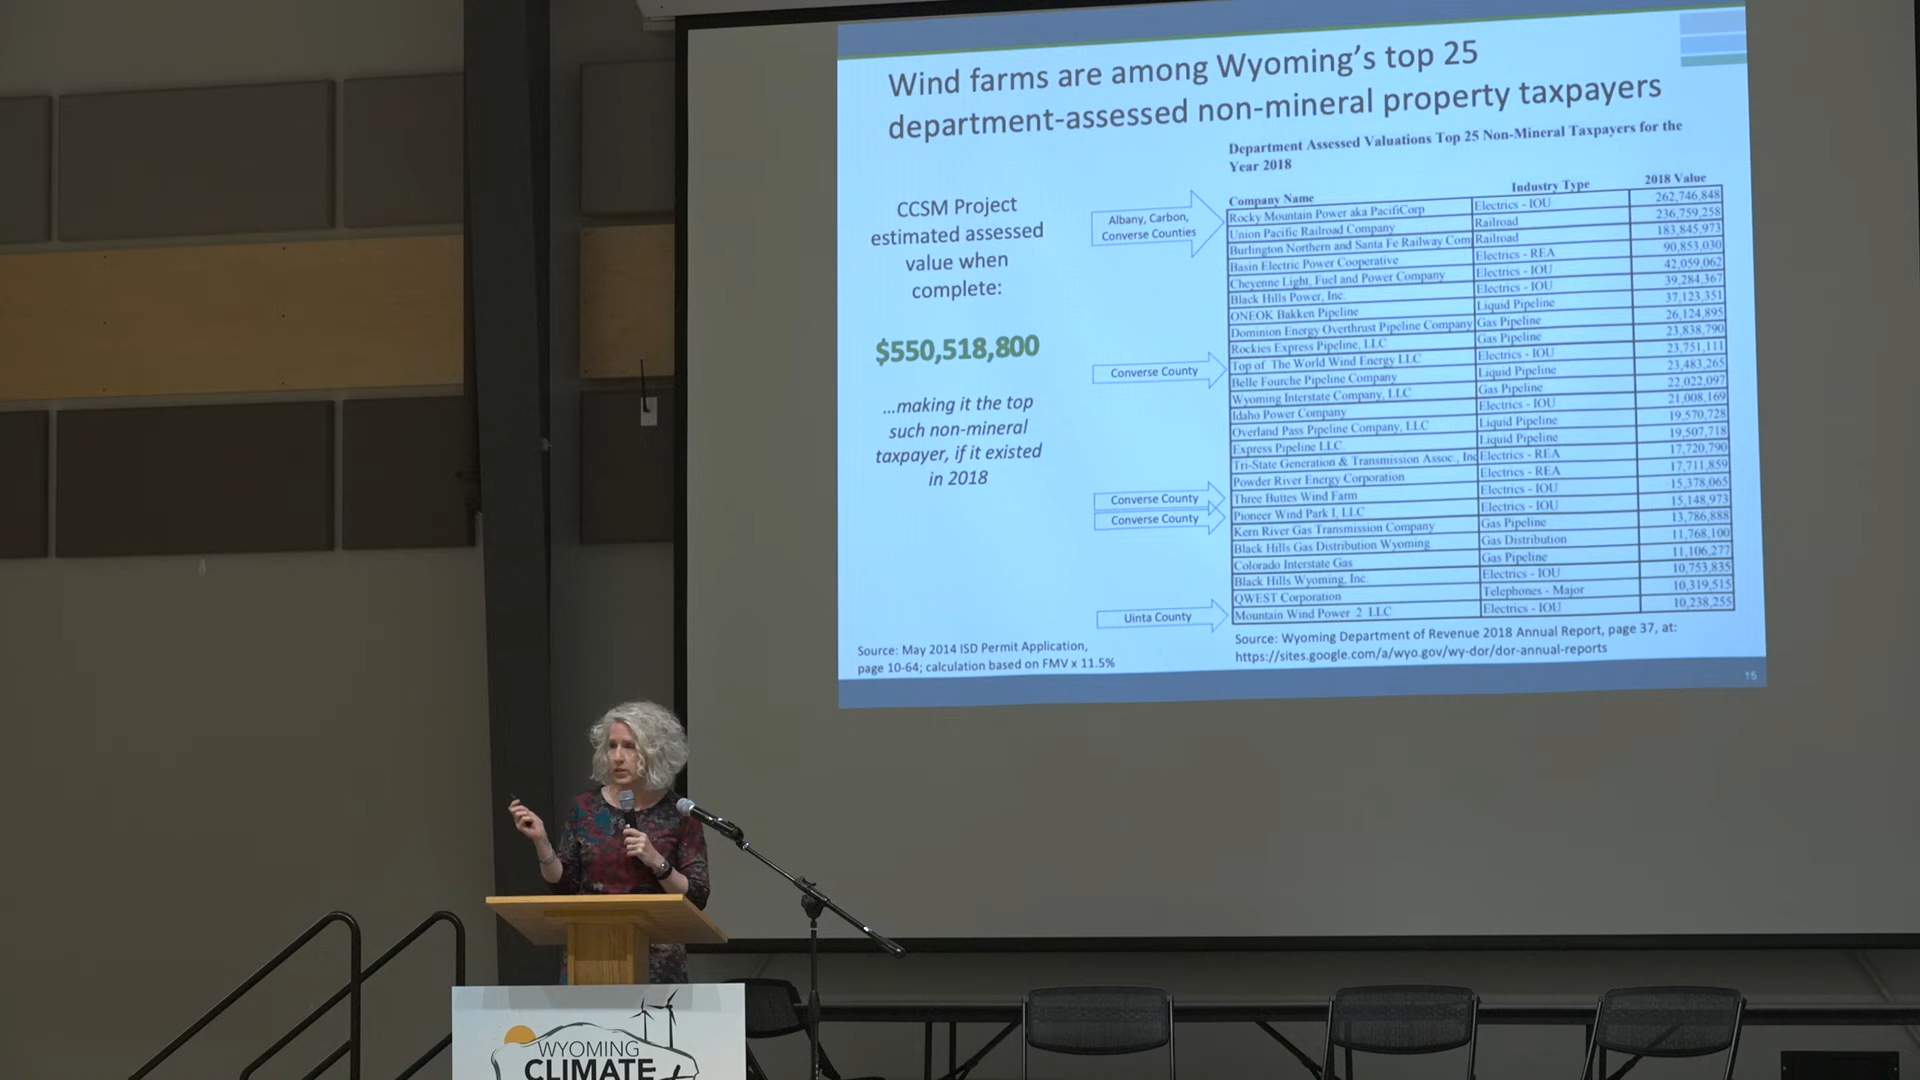 Wind farms are among Wyoming's top 25
department-assessed non-mineral property taxpayers
CCSM Project
estimated assessed
value when
complete:
$550,518,800
...making it the top
such non-mineral
taxpayer, if it existed
in 2018
Source: May 2014 ISD Permit Application,
page 10-64; calculation based on FMV x 11.5%
Albany, Carbon,
Converse Counties
Converse County
Converse County
Converse County
Uinta County
Department Assessed Valuations Top 25 Non-Mineral Taxpayers for the
Year 2018
Company Name Industry Type 2018 Value
Rocky Mountain Power aka PacifiCorp Electrics - IOU 262,746,848
Union Pacific Railroad Company Railroad 236,759,258
Burlington Northern and Santa Fe Railway Com Railroad 183,845,973
Basin Electric Power Cooperative Electrics - REA 90,853,030
Cheyenne Light, Fuel and Power Company Electrics - IOU 42,059,062
Black Hills Power, Inc. Electrics - IOU 39,284,367
ONEOK Bakken Pipeline Liquid Pipeline 37,123,351
Dominion Energy Overthrust Pipeline Company Gas Pipeline 26,124,895
Rockies Express Pipeline, LLC Gas Pipeline 23,838,790
Top of The World Wind Energy LLC Electrics - IOU 23,751,111
Belle Fourche Pipeline Company Liquid Pipeline 23,483,265
Wyoming Interstate Company, LLC Gas Pipeline 22,022,097
Idaho Power Company Electrics - IOU 21,008,169
Overland Pass Pipeline Company, LLC Liquid Pipeline 19,570,728
Express Pipeline LLC. Liquid Pipeline 19,507,718
Tri-State Generation & Transmission Assoc., Inc Electrics - REA 17,720,790
Powder River Energy Corporation Electrics - REA 17,711,859
Three Buttes Wind Farm Electrics - IOU 15,378,065
Pioneer Wind Park I, LLC Electrics - IOU 15,148,973
Kern River Gas Transmission Company Gas Pipeline 13,786,888
Black Hills Gas Distribution Wyoming Gas Distribution 11,768,100
Colorado Interstate Gas Gas Pipeline 11,106,277
Black Hills Wyoming, Inc. Electrics - IOU 10,753,835
QWEST Corporation Telephones - Major 10,319,515
Mountain Wind Power 2 LLC Electrics - IOU 10,238,255
Source: Wyoming Department of Revenue 2018 Annual Report, page 37, at:
https://sites.google.com/a/wyo.gov/wy-dor/dor-annual-reports
15
WYOMING
CLIMATE